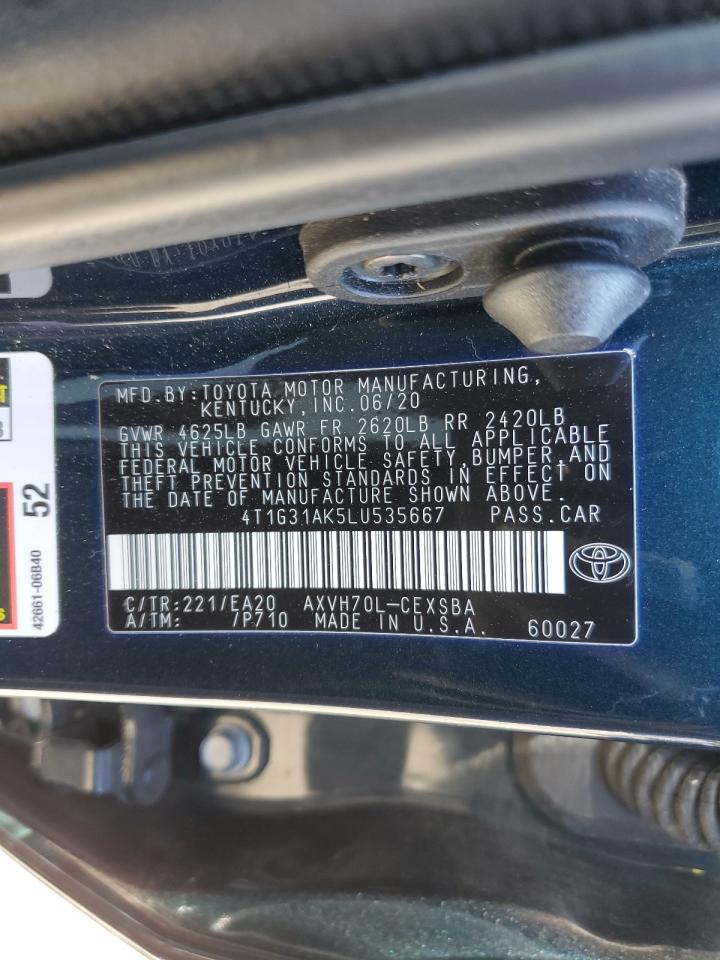 MFD.BY:TOYOTA MOTOR MANUFACTURING,
KENTUCKY,INC.06/20
GVWR 4625LB GAWR FR 2620LB RR 2420LB
THIS VEHICLE CONFORMS TO ALL APPLICABLE
FEDERAL MOTOR VEHICLE SAFETY,BUMPER,AND
THEFT PREVENTION STANDARDS IN EFFECT ON
THE DATE OF MANUFACTURE SHOWN ABOVE.
4T1G31AK5LU535667 PASS.CAR
C/TR:221/EA20 AXVH70L-CEXSBA
A/TM: /P710 MADE IN U.S.A. 60027
52
42661-06B40